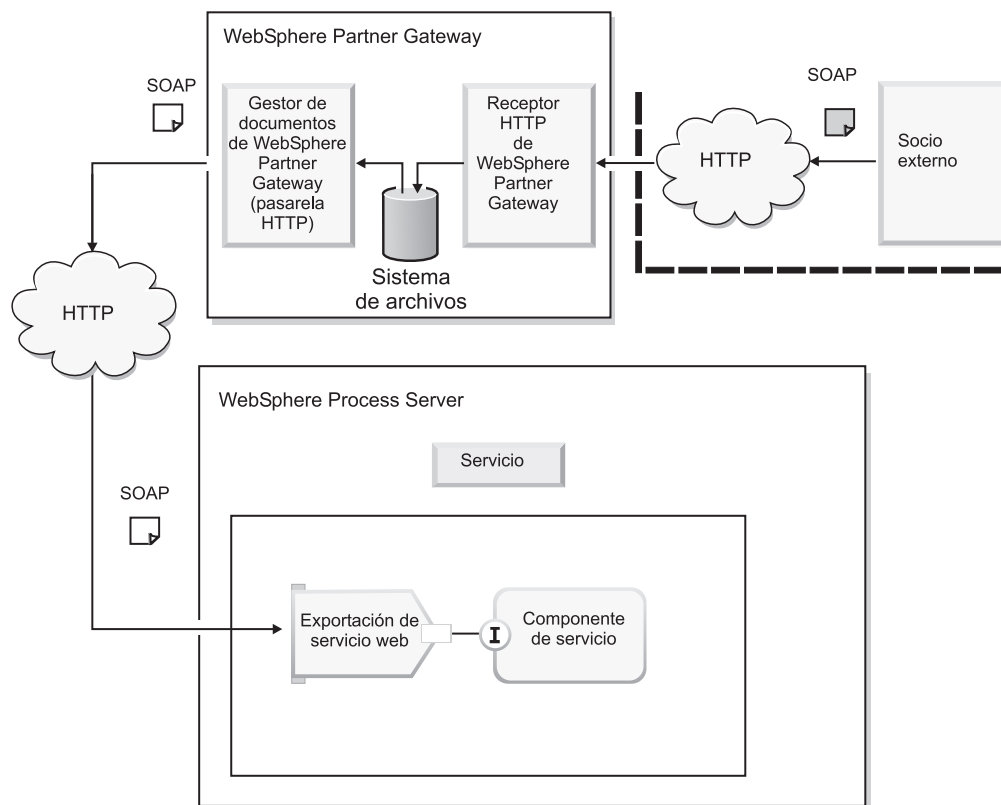 WebSphere Partner Gateway
SOAP
Gestor de
documentos
de WebSphere
Partner
Gateway
(pasarela
HTTP)
Receptor
HTTP
de
WebSphere
Partner
Gateway
Sistema
de archivos
HTTP
SOAP
Socio
externo
HTTP
WebSphere Process Server
Servicio
SOAP
Exportación de
servicio web
I
Componente
de servicio